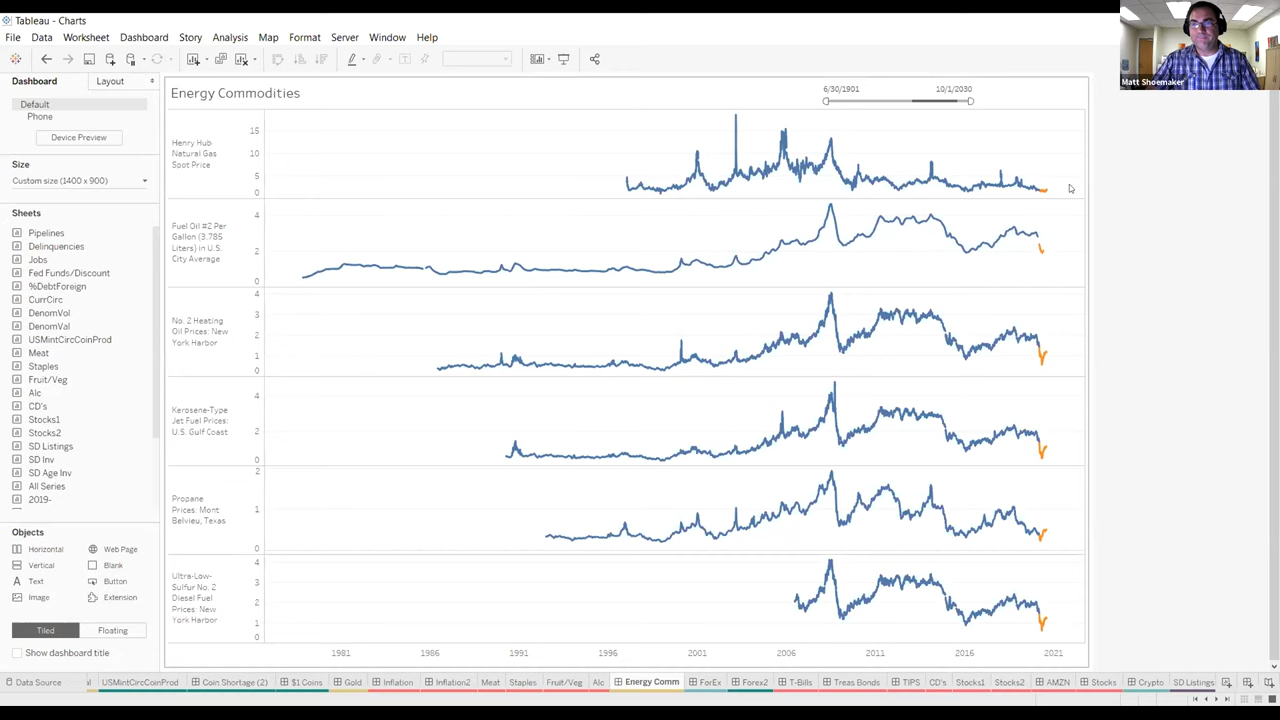 Tableau - Charts
File Data Worksheet Dashboard Story Analysis Map Format Server Window Help
Matt Shoemaker
Dashboard Layout
Default
Phone
Device Preview
Size
Custom size (1400 x 900)
Sheets
Pipelines
Delinquencies
Jobs
Fed Funds/Discount
%DebtForeign
CurrCirc
DenomVol
DenomVal
USMintCircCoinProd
Meat
Staples
Fruit/Veg
Alc
CD's
Stocks1
Stocks2
SD Listings
SD Inv
SD Age Inv
All Series
2019-
Objects
Horizontal Web Page
Vertical Blank
Text Button
Image Extension
Tiled Floating
Show dashboard title
Energy Commodities
6/30/1901 10/1/2030
Henry Hub
Natural Gas
Spot Price
15
10
5
0
Fuel Oil #2 Per
Gallon (3.785
Liters) in U.S.
City Average
4
2
0
No. 2 Heating
Oil Prices: New
York Harbor
4
3
2
1
0
Kerosene-Type
Jet Fuel Prices:
U.S. Gulf Coast
4
2
0
Propane
Prices: Mont
Belvieu, Texas
2
1
0
Ultra-Low-
Sulfur No. 2
Diesel Fuel
Prices: New
York Harbor
4
3
2
1
0
1981 1986 1991 1996 2001 2006 2011 2016 2021
Data Source USMintCircCoinProd Coin Shortage (2) $1 Coins Gold Inflation Inflation2 Meat Staples Fruit/Veg Alc Energy Comm ForEx Forex2 T-Bills Treas Bonds TIPS CD's Stocks1 Stocks2 AMZN Stocks Crypto SD Listings